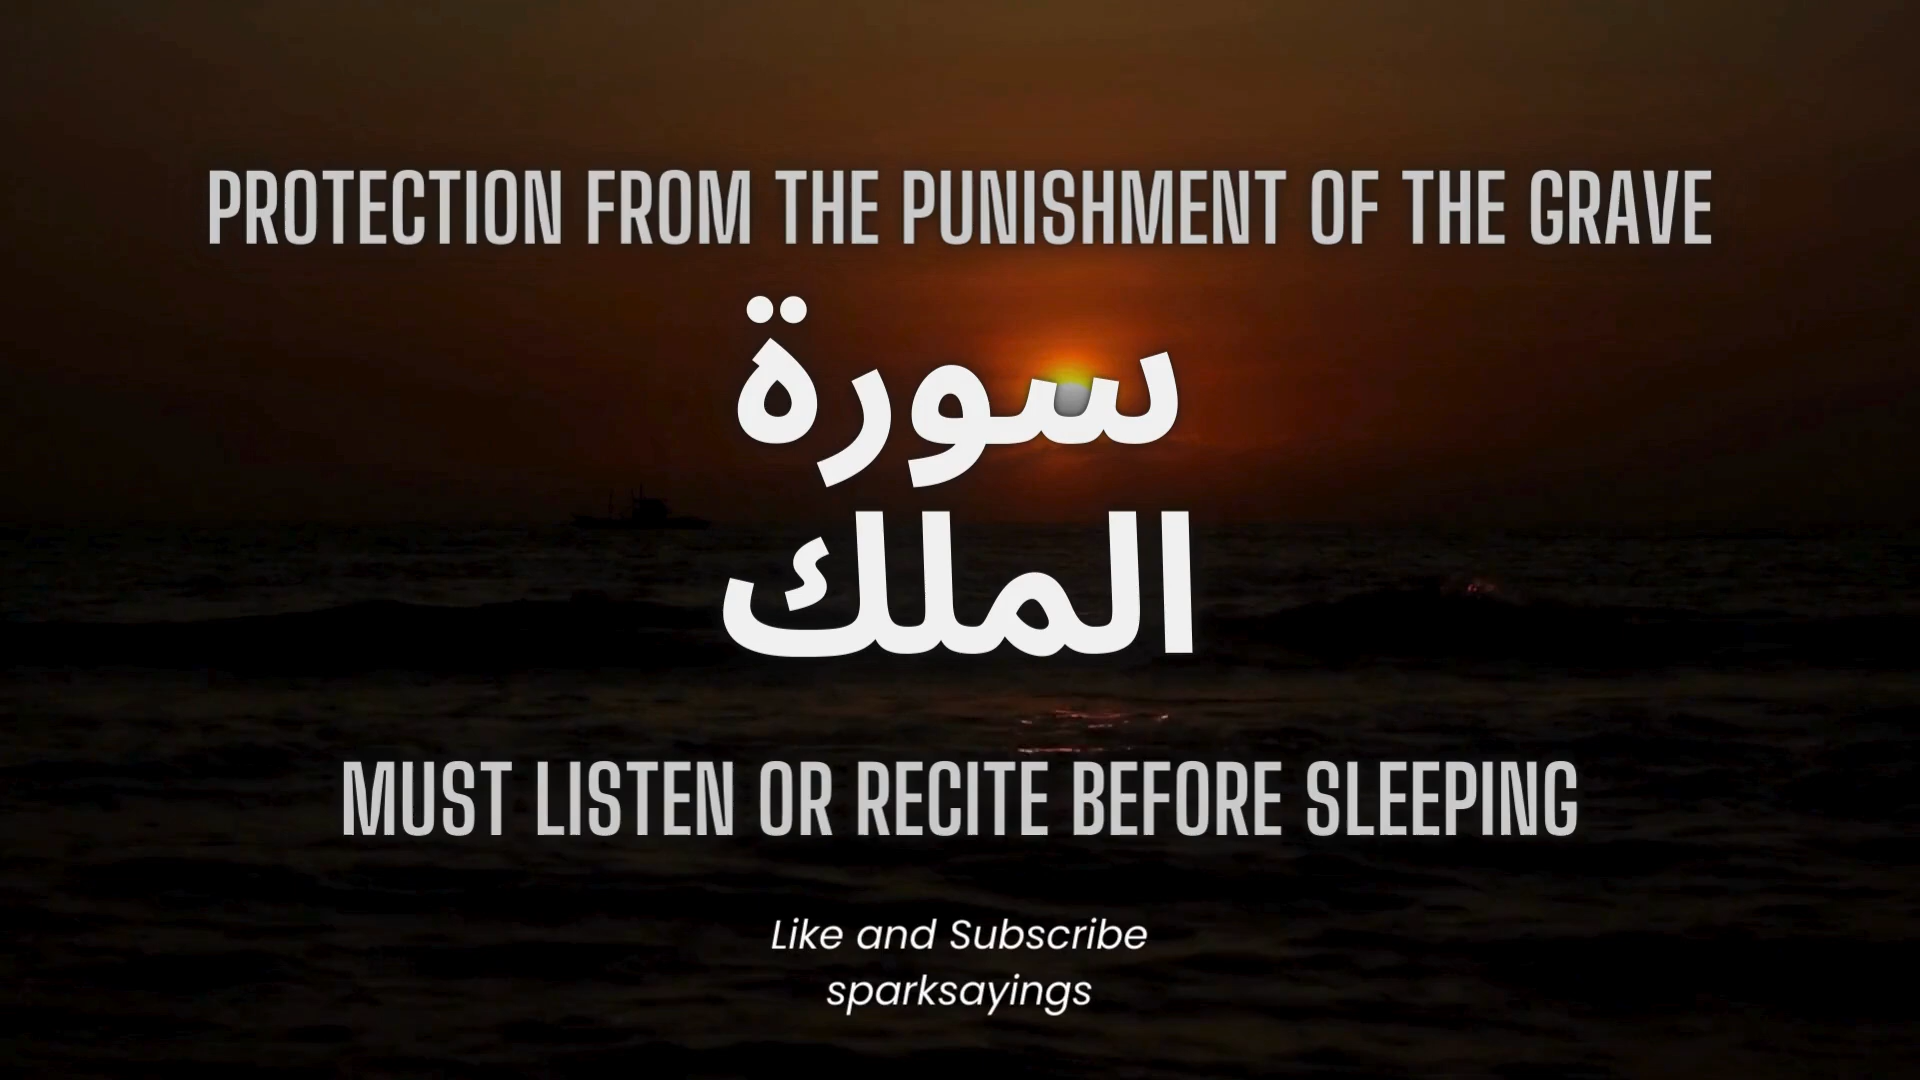 PROTECTION FROM THE PUNISHMENT OF THE GRAVE
سورة
الملك
MUST LISTEN OR RECITE BEFORE SLEEPING
Like and Subscribe
sparksayings